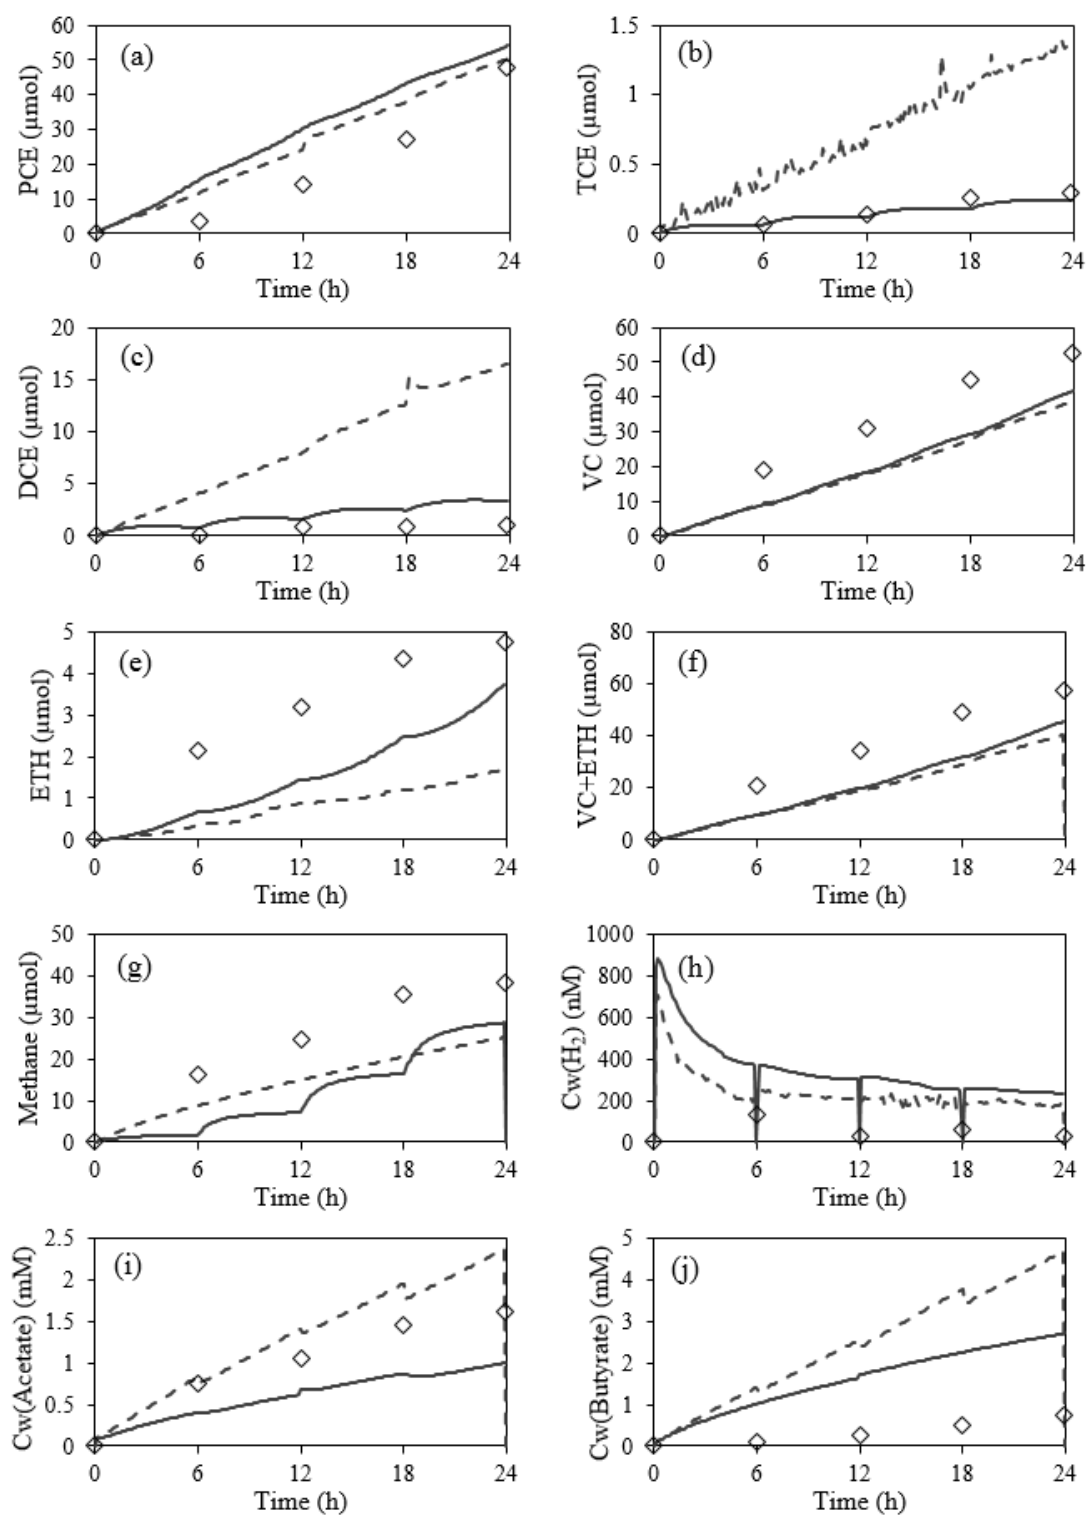 (a)
PCE (µmol)
60
50
40
30
20
10
0
0 6 12 18 24
Time (h)
(b)
TCE (µmol)
1.5
1
0.5
0
0 6 12 18 24
Time (h)
(c)
DCE (µmol)
20
15
10
5
0
0 6 12 18 24
Time (h)
(d)
VC (µmol)
60
50
40
30
20
10
0
0 6 12 18 24
Time (h)
(e)
ETH (µmol)
5
4
3
2
1
0
0 6 12 18 24
Time (h)
(f)
VC+ETH (µmol)
80
60
40
20
0
0 6 12 18 24
Time (h)
(g)
Methane (µmol)
50
40
30
20
10
0
0 6 12 18 24
Time (h)
(h)
Cw(H₂) (nM)
1000
800
600
400
200
0
0 6 12 18 24
Time (h)
(i)
Cw(Acetate) (mM)
2.5
2
1.5
1
0.5
0
0 6 12 18 24
Time (h)
(j)
Cw(Butyrate) (mM)
5
4
3
2
1
0
0 6 12 18 24
Time (h)